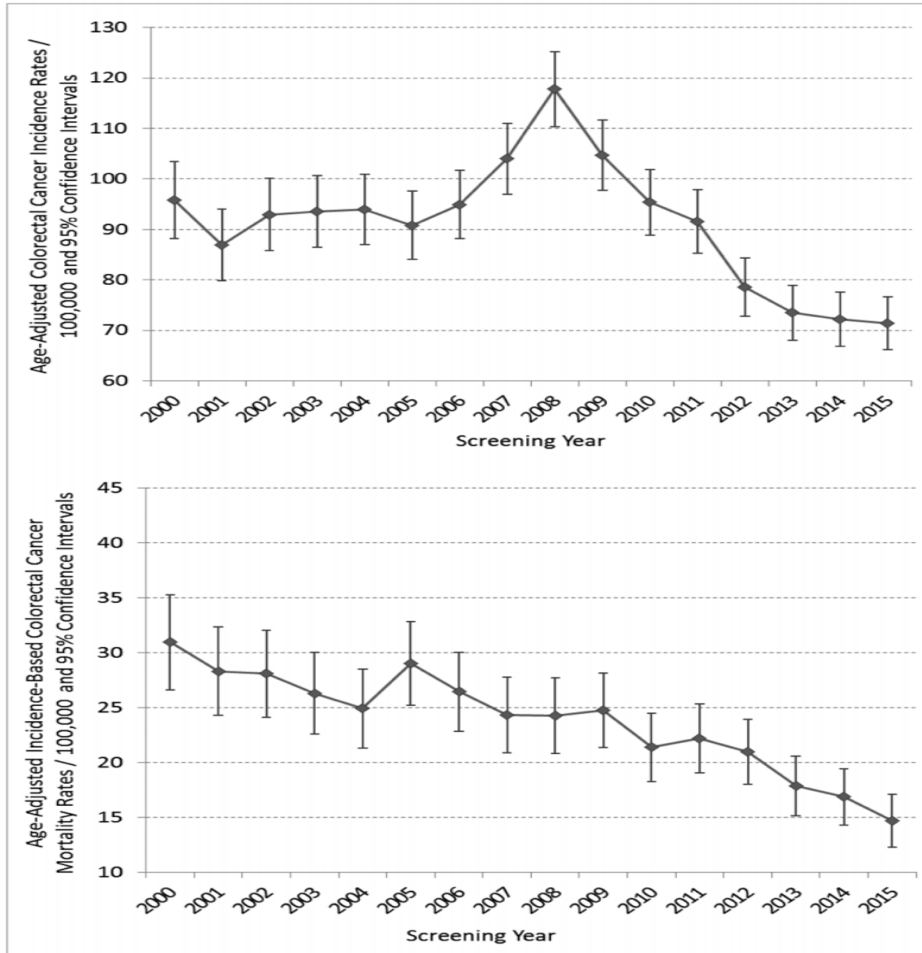 Age-Adjusted Colorectal Cancer Incidence Rates /
100,000 and 95% Confidence Intervals
130
120
110
100
90
80
70
60
2000 2001 2002 2003 2004 2005 2006 2007 2008 2009 2010 2011 2012 2013 2014 2015
Screening Year
Age-Adjusted Incidence-Based Colorectal Cancer
Mortality Rates / 100,000 and 95% Confidence Intervals
45
40
35
30
25
20
15
10
2000 2001 2002 2003 2004 2005 2006 2007 2008 2009 2010 2011 2012 2013 2014 2015
Screening Year